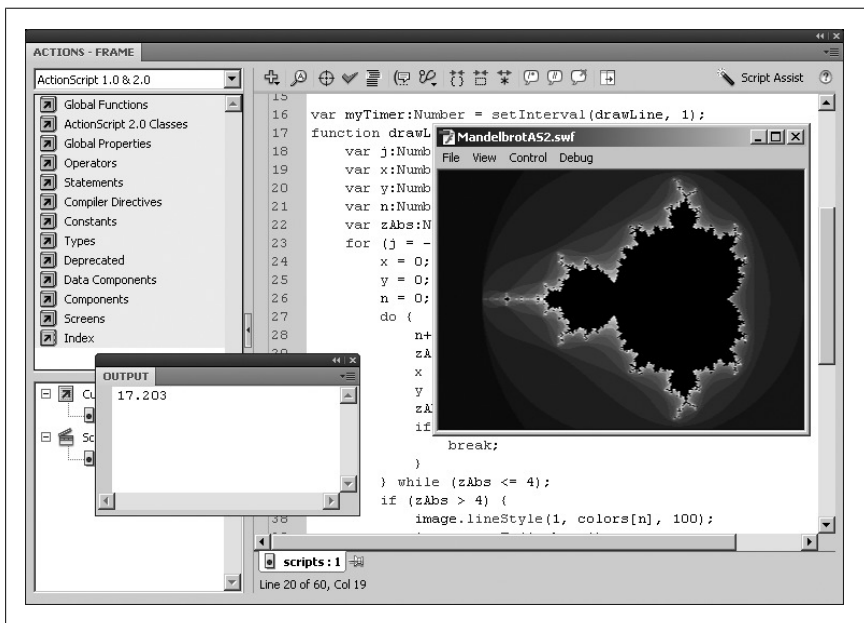 ACTIONS - FRAME
ActionScript 1.0 & 2.0
Script Assist
Global Functions
ActionScript 2.0 Classes
Global Properties
Operators
Statements
Compiler Directives
Constants
Types
Deprecated
Data Components
Components
Screens
Index
15
16 var myTimer:Number = setInterval(drawLine, 1);
17 function drawL
18 var j:Numb
19 var x:Numb
20 var y:Numb
21 var n:Numb
22 var zAbs:N
23 for (j = -
24 x = 0;
25 y = 0;
26 n = 0;
27 do {
28 n+
zA
x
y
zA
if
break;
}
} while (zAbs <= 4);
if (zAbs > 4) {
38 image.lineStyle(1, colors[n], 100);
MandelbrotAS2.swf
File View Control Debug
OUTPUT
17.203
Cu
Sc
scripts : 1
Line 20 of 60, Col 19